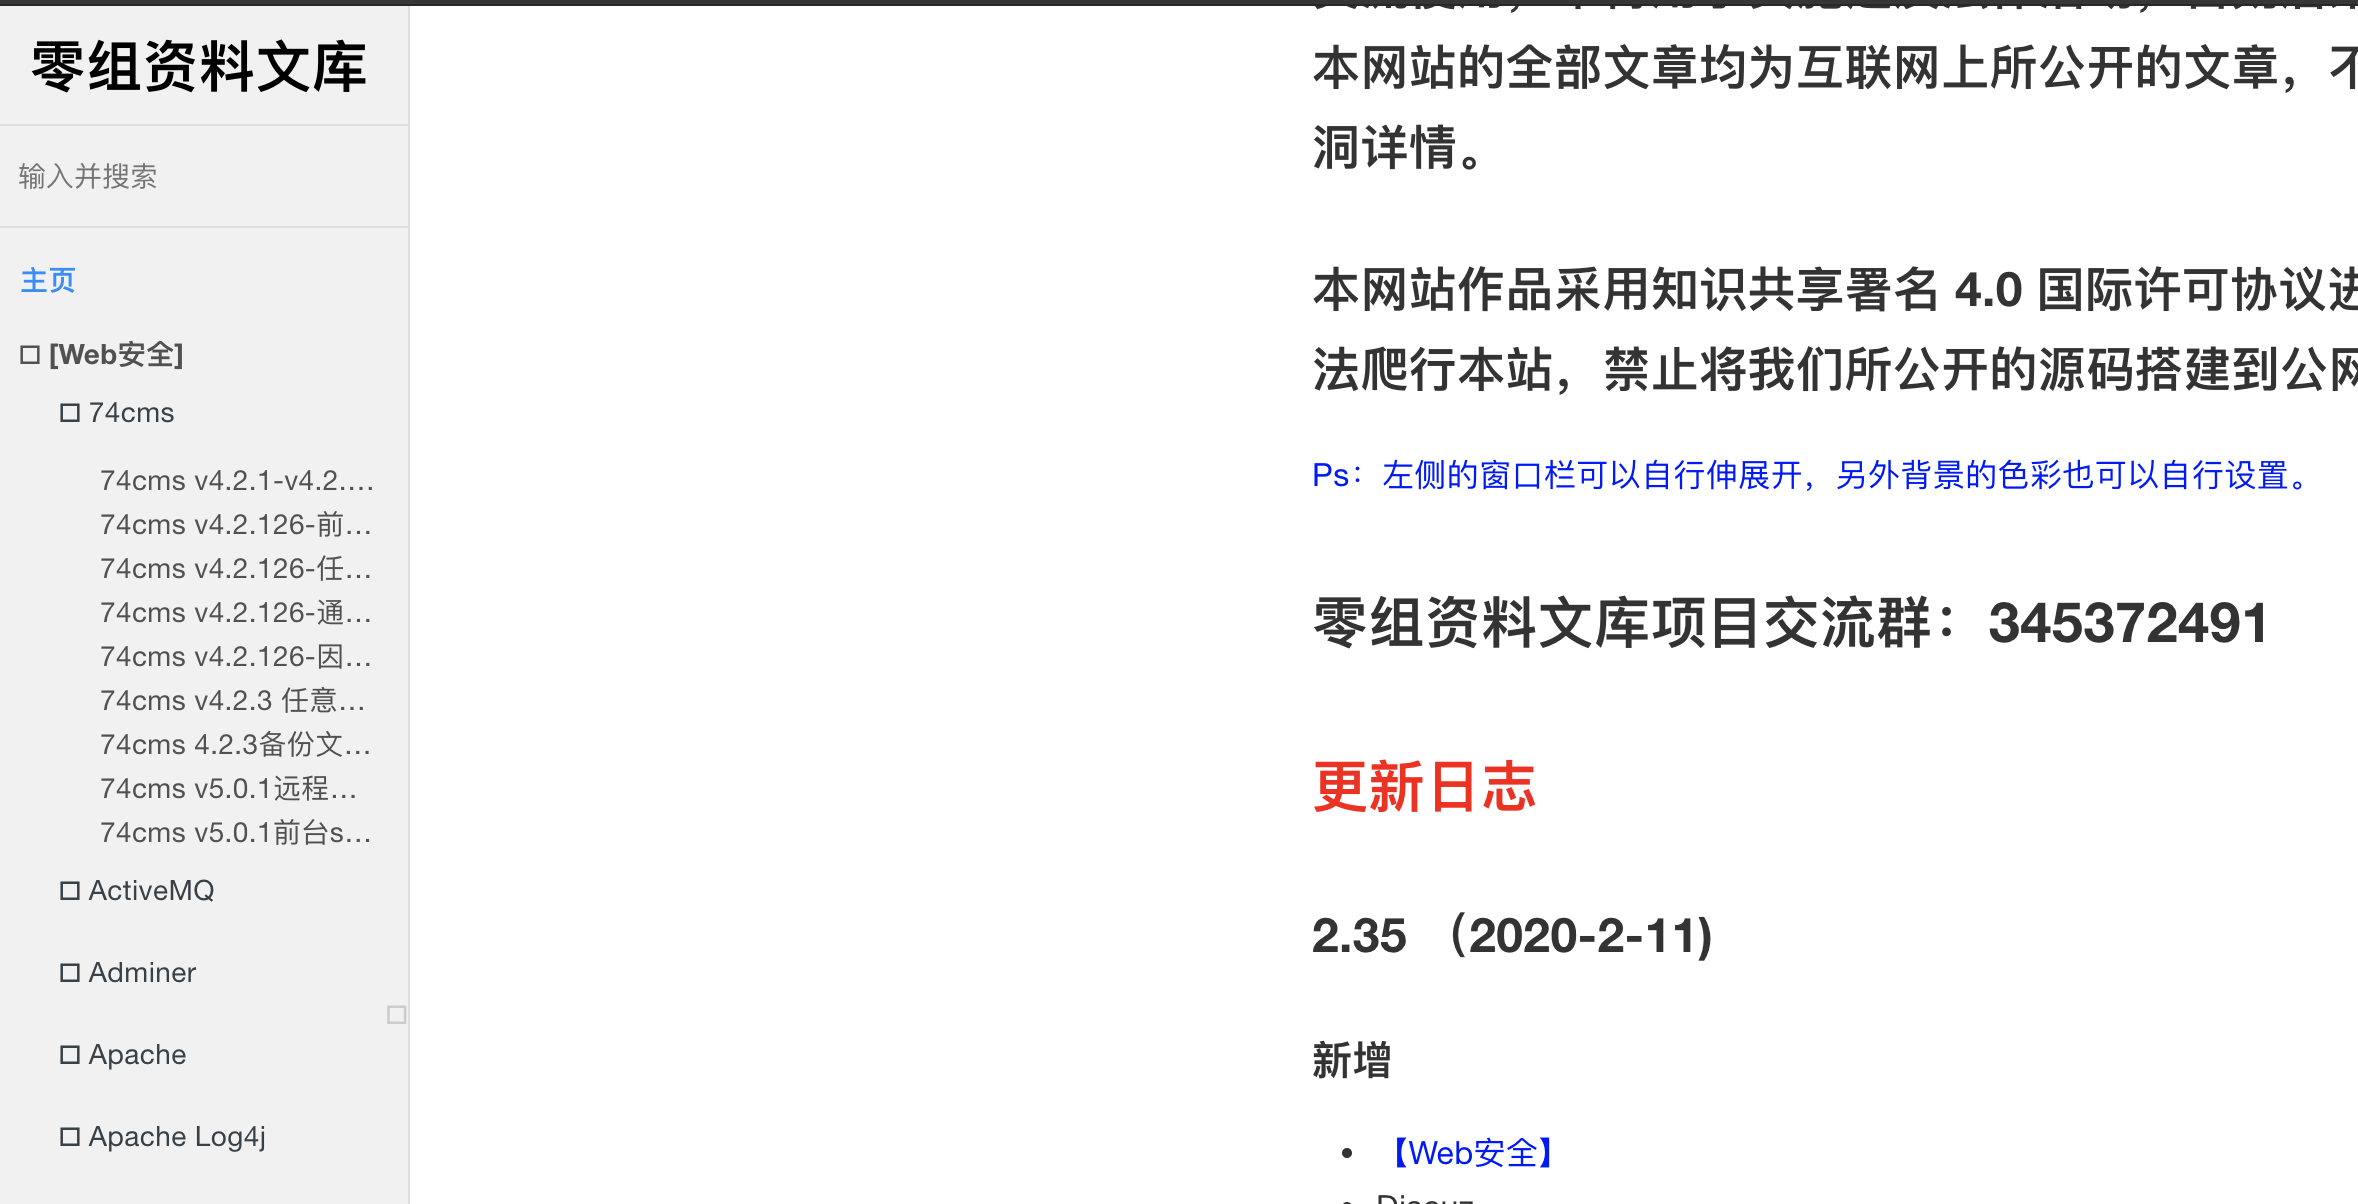 零组资料文库
输入并搜索
主页
[Web安全]
74cms
74cms v4.2.1-v4.2.…
74cms v4.2.126-前…
74cms v4.2.126-任…
74cms v4.2.126-通…
74cms v4.2.126-因…
74cms v4.2.3 任意…
74cms 4.2.3备份文…
74cms v5.0.1远程…
74cms v5.0.1前台s…
ActiveMQ
Adminer
Apache
Apache Log4j
本网站的全部文章均为互联网上所公开的文章，不
洞详情。
本网站作品采用知识共享署名 4.0 国际许可协议进
法爬行本站，禁止将我们所公开的源码搭建到公网
Ps：左侧的窗口栏可以自行伸展开，另外背景的色彩也可以自行设置。
零组资料文库项目交流群：345372491
更新日志
2.35 （2020-2-11)
新增
• 【Web安全】